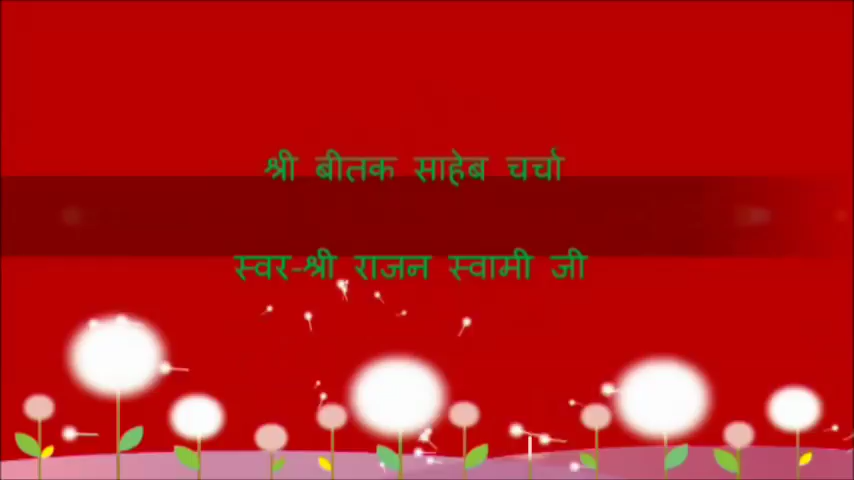 श्री बीतक साहेब चर्चा
स्वर-श्री राजन स्वामी जी